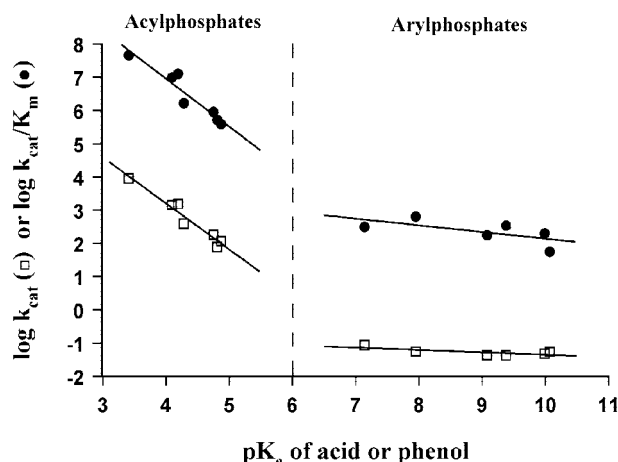 Acylphosphates Arylphosphates
log kcat (□) or log kcat/Km (●)
8
7
6
5
4
3
2
1
0
-1
-2
3 4 5 6 7 8 9 10 11
pKa of acid or phenol